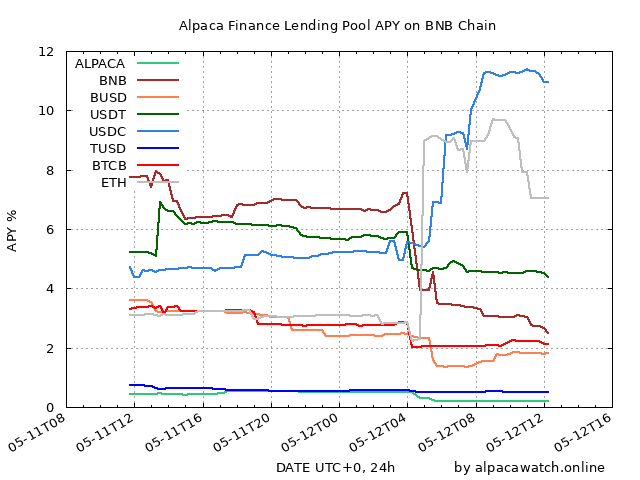 Alpaca Finance Lending Pool APY on BNB Chain
12
10
8
6
4
2
0
APY %
ALPACA
BNB
BUSD
USDT
USDC
TUSD
BTCB
ETH
05-11T08
05-11T12
05-11T16
05-11T20
05-12T00
05-12T04
05-12T08
05-12T12
05-12T16
DATE UTC+0, 24h
by alpacawatch.online